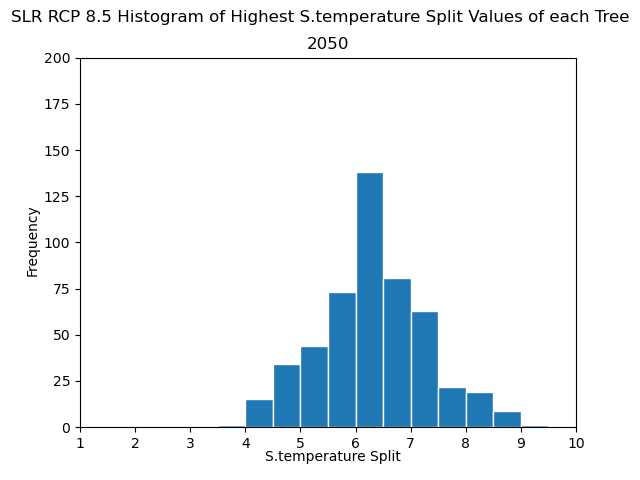 SLR RCP 8.5 Histogram of Highest S.temperature Split Values of each Tree
2050
200
175
150
125
100
75
50
25
0
Frequency
1 2 3 4 5 6 7 8 9 10
S.temperature Split